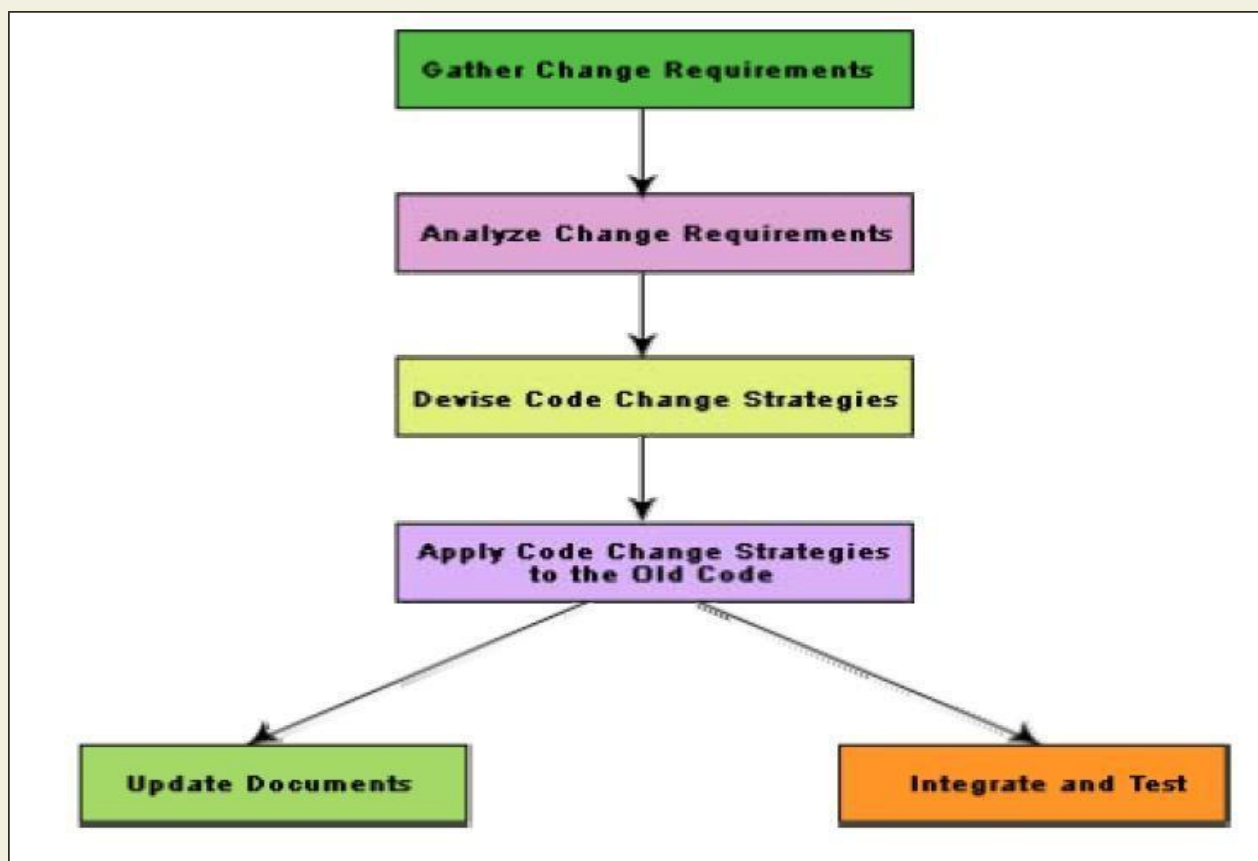 Gather Change Requirements
Analyze Change Requirements
Devise Code Change Strategies
Apply Code Change Strategies
to the Old Code
Update Documents
Integrate and Test